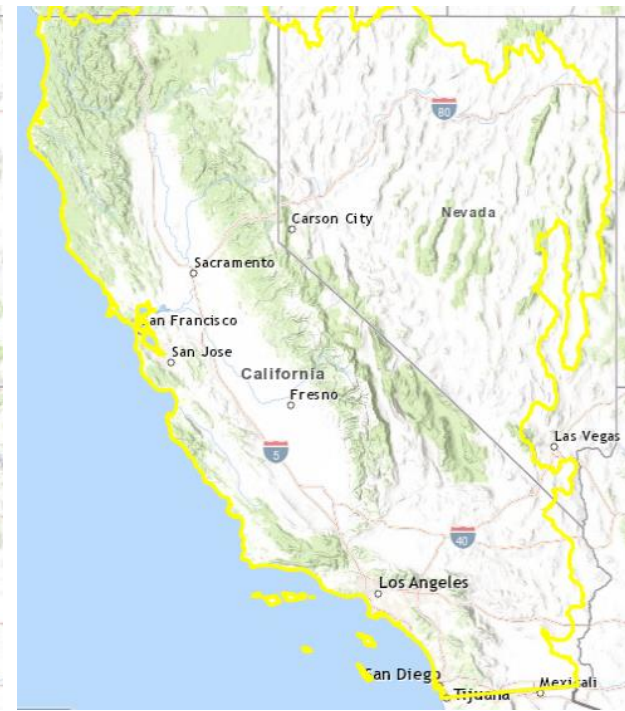 80
Nevada
Carson City
Sacramento
an Francisco
San Jose
California
Fresno
5
Las Vegas
40
Los Angeles
San Diego
Mexicali
Tijuana